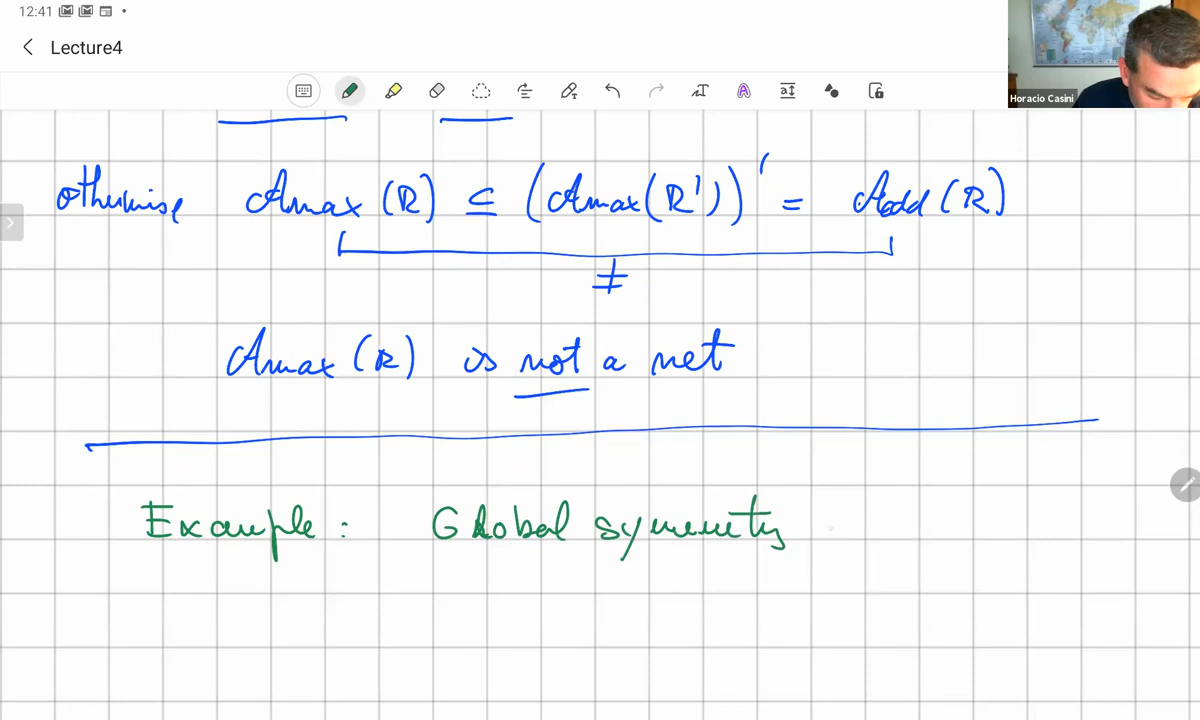 12:41
Lecture4
Horacio Casini
otherwise Amax (R) ⊆ (Amax(R'))' = Aadd (R)
≠
Amax (R) is not a net
Example: Global symmetry